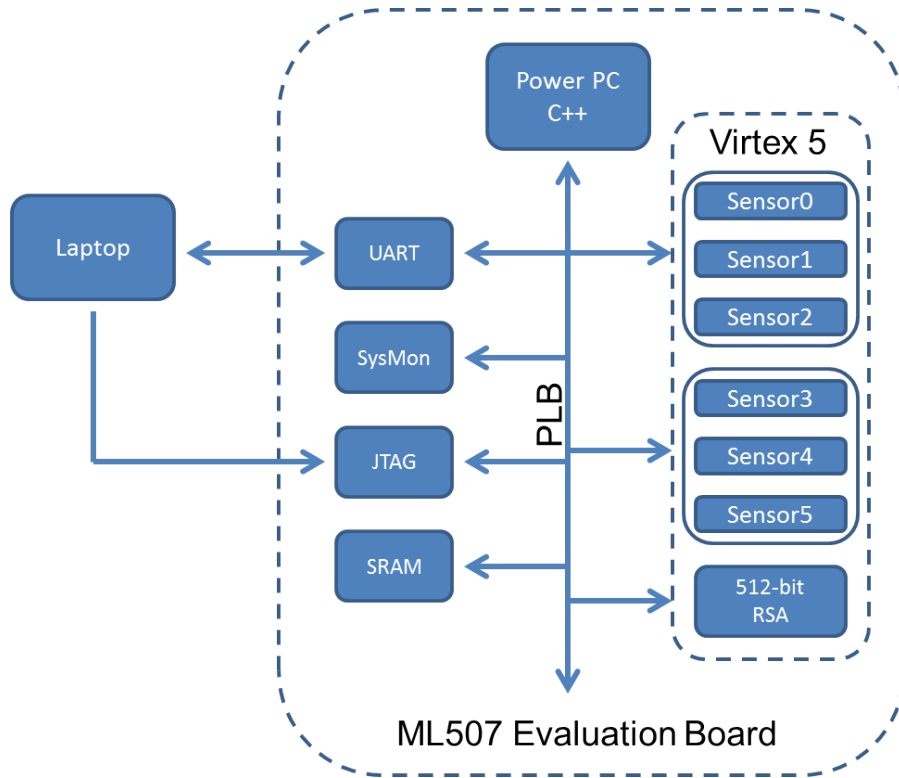 Power PC
C++
Virtex 5
Sensor0
Sensor1
Sensor2
Laptop
UART
SysMon
PLB
Sensor3
JTAG
Sensor4
Sensor5
SRAM
512-bit
RSA
ML507 Evaluation Board